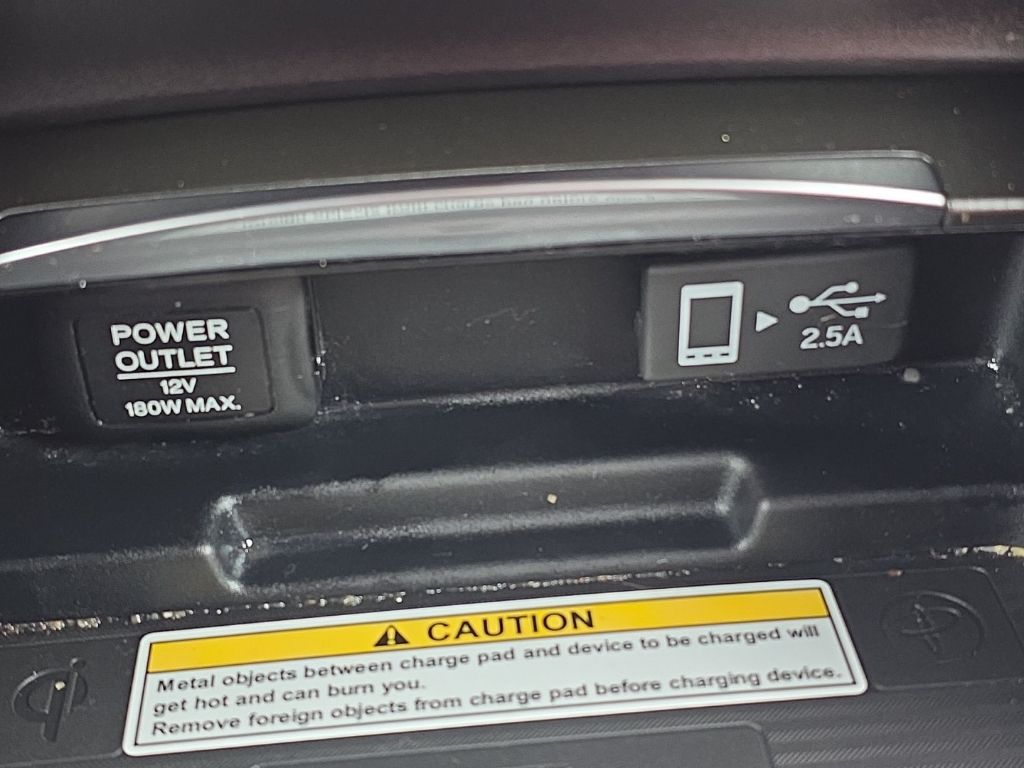 POWER
OUTLET
12V
180W MAX.
2.5A
CAUTION
Metal objects between charge pad and device to be charged will
get hot and can burn you.
Remove foreign objects from charge pad before charging device.